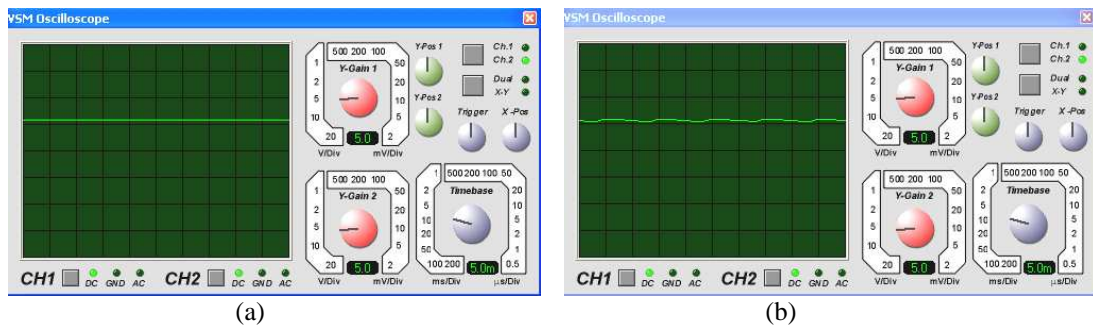 VSM Oscilloscope
500 200 100
1 50
2 20
5 10
10 5
20 2
Y-Gain 1
5.0
V/Div mV/Div
Y-Pos 1
Y-Pos 2
Ch.1
Ch.2
Dual
X-Y
Trigger X-Pos
500 200 100
1 50
2 20
5 10
10 5
20 2
Y-Gain 2
5.0
V/Div mV/Div
1 500 200 100 50
2 20
5 10
10 5
20 2
50 1
100 200 0.5
Timebase
5.0m
ms/Div µs/Div
CH1 DC GND AC CH2 DC GND AC
(a)
VSM Oscilloscope
500 200 100
1 50
2 20
5 10
10 5
20 2
Y-Gain 1
5.0
V/Div mV/Div
Y-Pos 1
Y-Pos 2
Ch.1
Ch.2
Dual
X-Y
Trigger X-Pos
500 200 100
1 50
2 20
5 10
10 5
20 2
Y-Gain 2
5.0
V/Div mV/Div
1 500 200 100 50
2 20
5 10
10 5
20 2
50 1
100 200 0.5
Timebase
5.0m
ms/Div µs/Div
CH1 DC GND AC CH2 DC GND AC
(b)